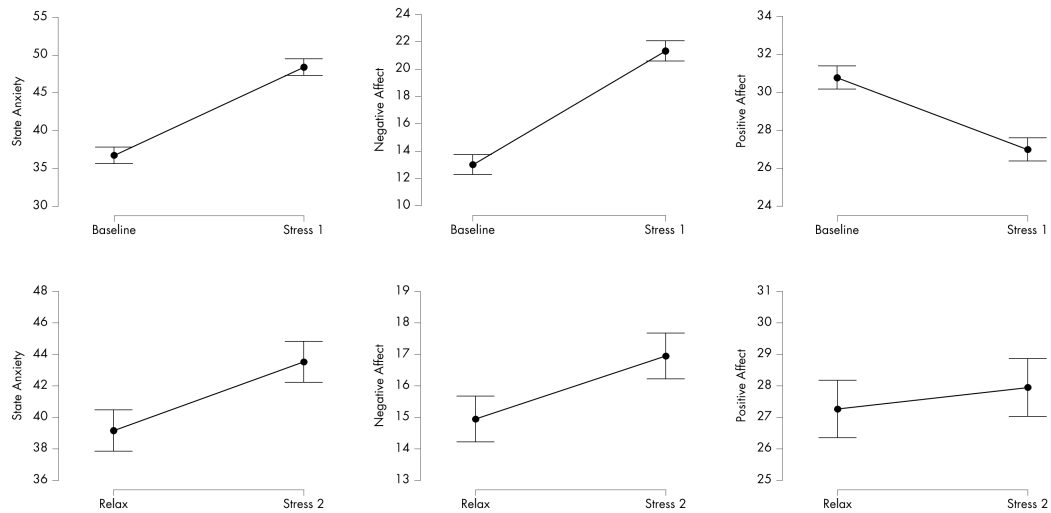 State Anxiety
55
50
45
40
35
30
Baseline
Stress 1
Negative Affect
24
22
20
18
16
14
12
10
Baseline
Stress 1
Positive Affect
34
32
30
28
26
24
Baseline
Stress 1
State Anxiety
48
46
44
42
40
38
36
Relax
Stress 2
Negative Affect
19
18
17
16
15
14
13
Relax
Stress 2
Positive Affect
31
30
29
28
27
26
25
Relax
Stress 2